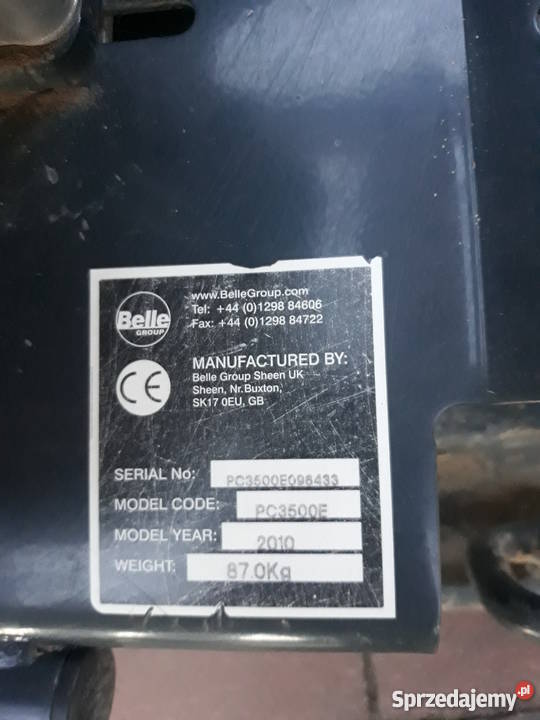 Belle
GROUP
www.BelleGroup.com
Tel: +44 (0)1298 84606
Fax: +44 (0)1298 84722
CE
MANUFACTURED BY:
Belle Group Sheen UK
Sheen, Nr.Buxton,
SK17 0EU, GB
SERIAL No: PC3500E096433
MODEL CODE: PC3500E
MODEL YEAR: 2010
WEIGHT: 87.0Kg
Sprzedajemy.pl